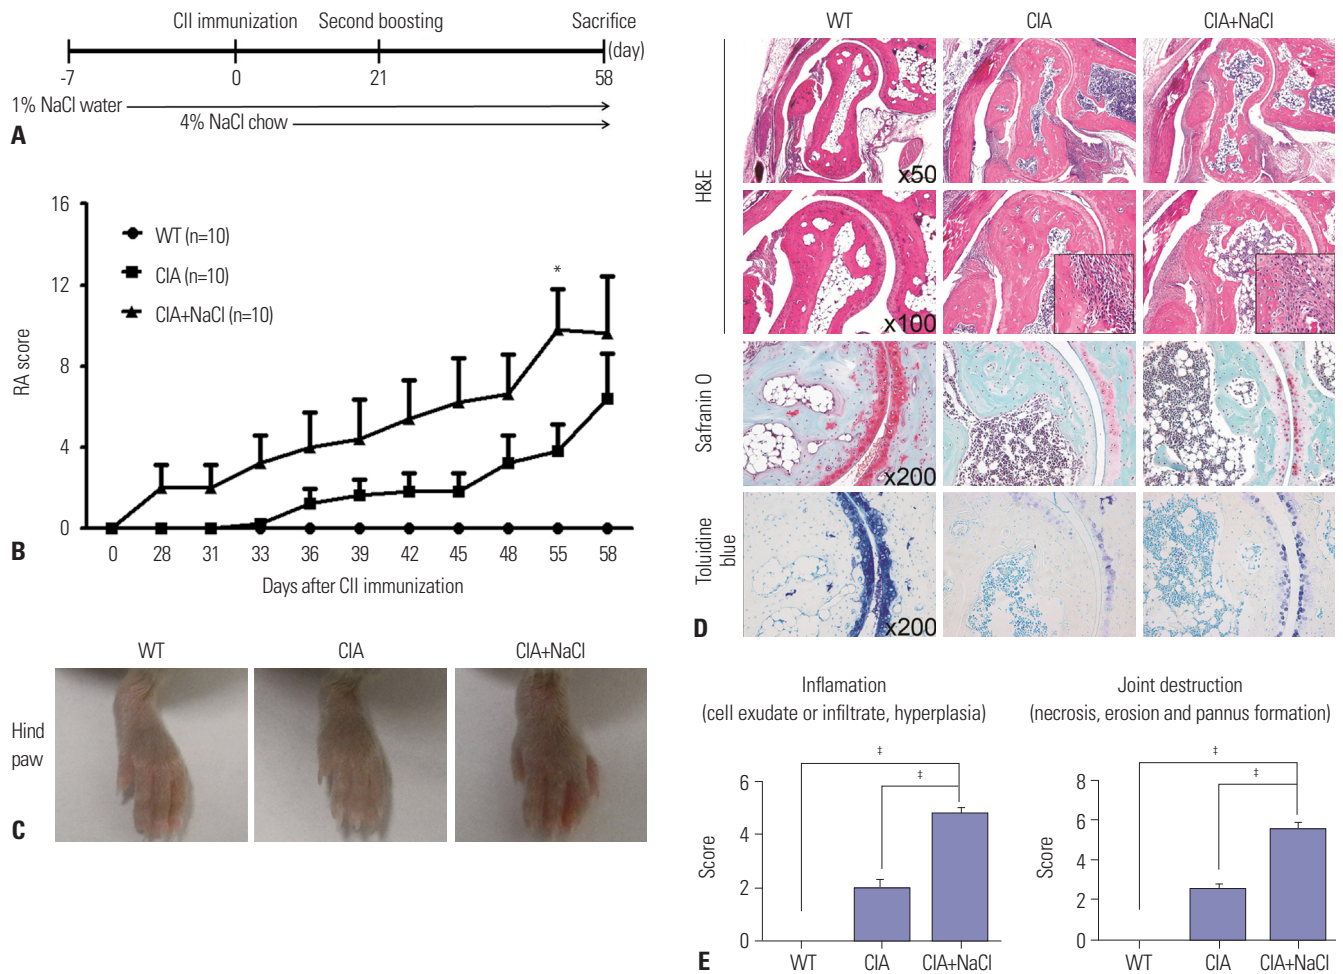 CII immunization Second boosting Sacrifice
(day)
-7 0 21 58
1% NaCl water
4% NaCl chow
A
16
12
8
4
0
RA score
WT (n=10)
CIA (n=10)
CIA+NaCl (n=10)
*
0 28 31 33 36 39 42 45 48 55 58
Days after CII immunization
B
WT CIA CIA+NaCl
Hind
paw
C
WT CIA CIA+NaCl
H&E
x50
x100
Safranin O
x200
Toluidine
blue
x200
D
Inflamation
(cell exudate or infiltrate, hyperplasia)
‡
‡
6
4
2
0
Score
WT CIA CIA+NaCl
Joint destruction
(necrosis, erosion and pannus formation)
‡
‡
8
6
4
2
0
Score
WT CIA CIA+NaCl
E